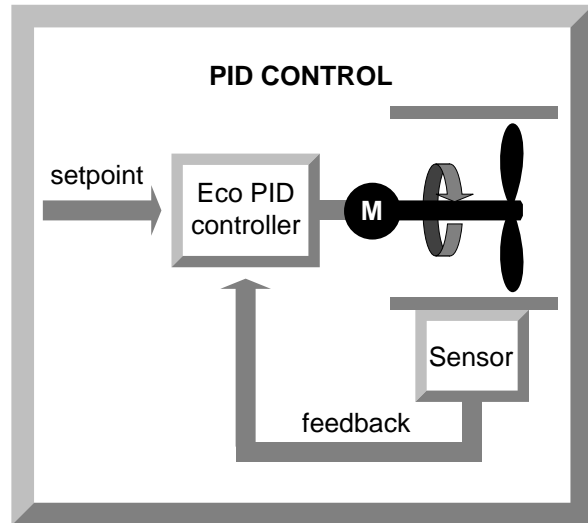 PID CONTROL
setpoint
Eco PID
controller
M
Sensor
feedback